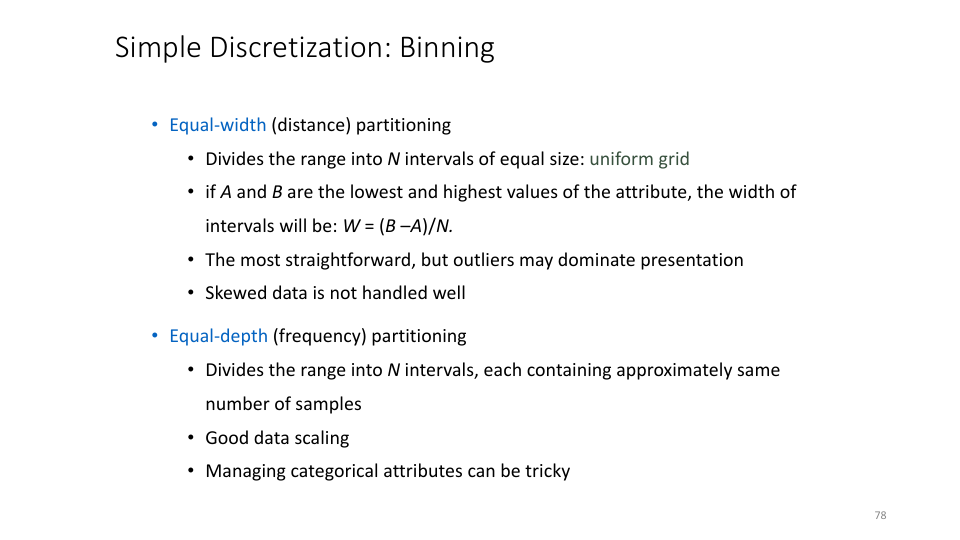 Simple Discretization: Binning
• Equal-width (distance) partitioning
• Divides the range into N intervals of equal size: uniform grid
• if A and B are the lowest and highest values of the attribute, the width of
intervals will be: W = (B –A)/N.
• The most straightforward, but outliers may dominate presentation
• Skewed data is not handled well
• Equal-depth (frequency) partitioning
• Divides the range into N intervals, each containing approximately same
number of samples
• Good data scaling
• Managing categorical attributes can be tricky
78